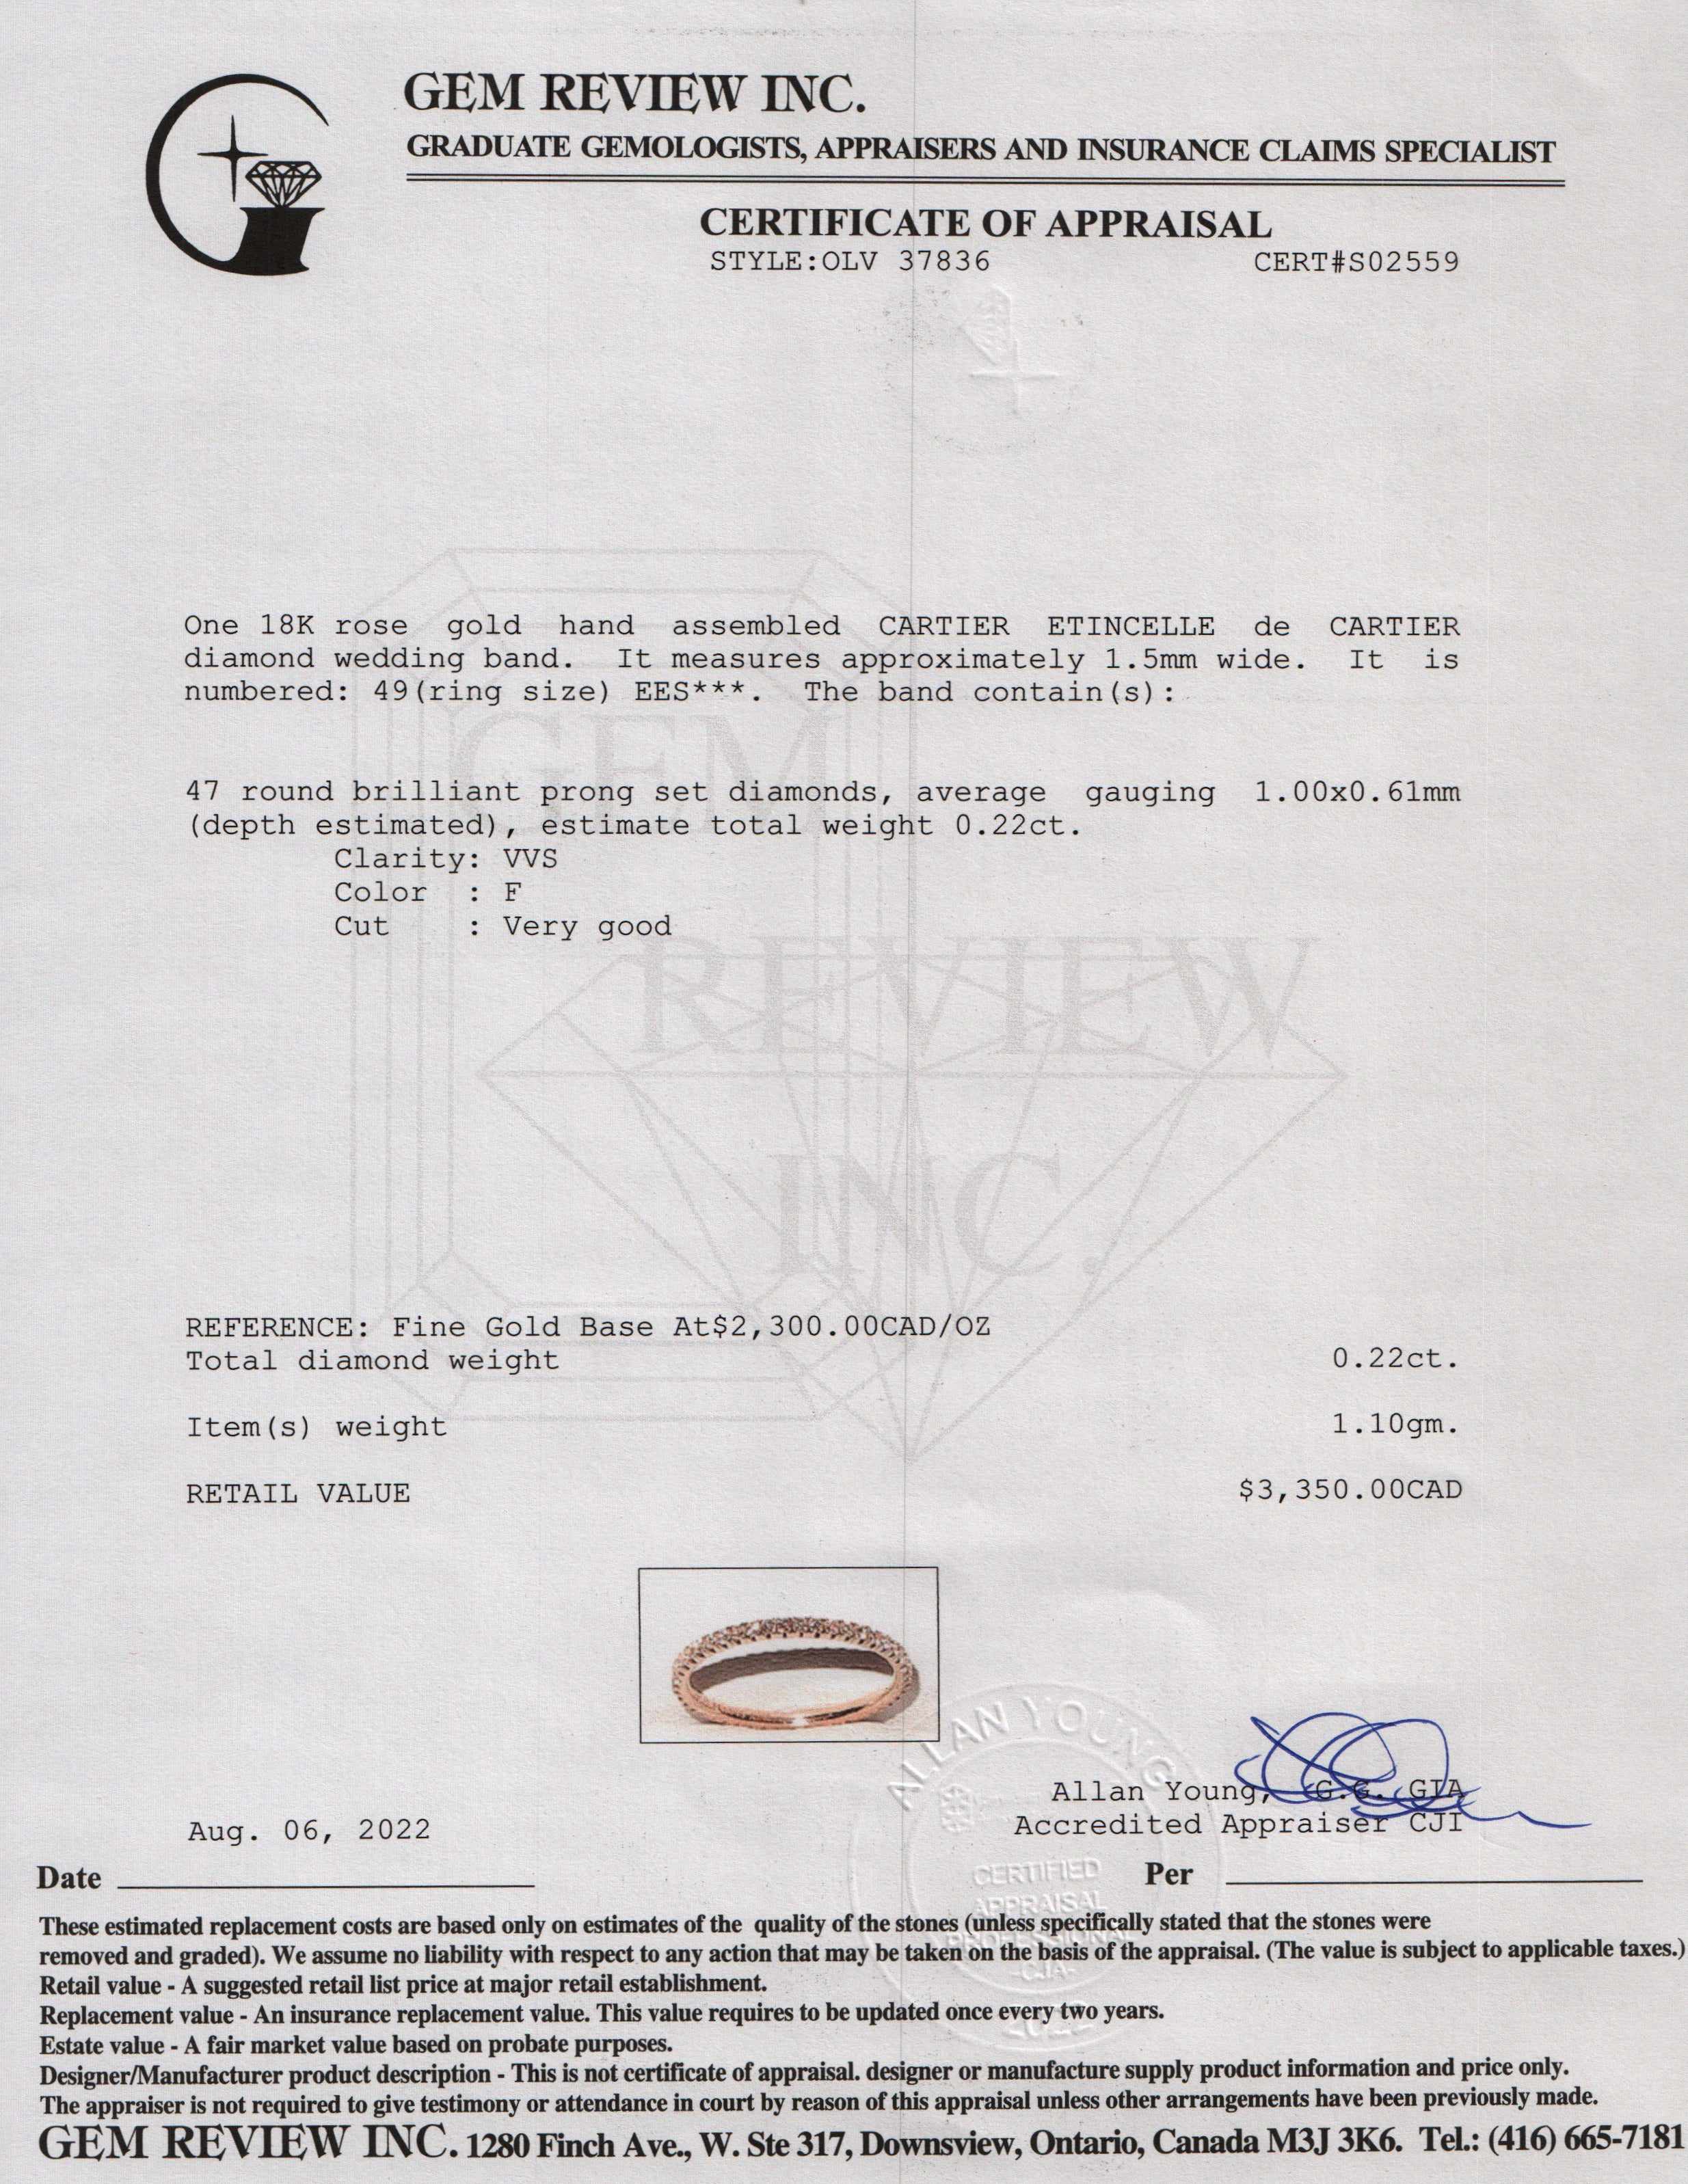 GEM REVIEW INC.
GRADUATE GEMOLOGISTS, APPRAISERS AND INSURANCE CLAIMS SPECIALIST
CERTIFICATE OF APPRAISAL
STYLE:OLV 37836 CERT#S02559
One 18K rose gold hand assembled CARTIER ETINCELLE de CARTIER
diamond wedding band. It measures approximately 1.5mm wide. It is
numbered: 49(ring size) EES***. The band contain(s):
GEM
47 round brilliant prong set diamonds, average gauging 1.00x0.61mm
(depth estimated), estimate total weight 0.22ct.
Clarity: VVS
Color : F
Cut : Very good
REVIEW
INC.
REFERENCE: Fine Gold Base At$2,300.00CAD/OZ
Total diamond weight 0.22ct.
Item(s) weight 1.10gm.
RETAIL VALUE $3,350.00CAD
ALLAN YOUNG
Allan Young, G.G. GIA
Accredited Appraiser CJI
Aug. 06, 2022
CERTIFIED
APPRAISAL
PROFESSIONAL
Date Per
These estimated replacement costs are based only on estimates of the quality of the stones (unless specifically stated that the stones were
removed and graded). We assume no liability with respect to any action that may be taken on the basis of the appraisal. (The value is subject to applicable taxes.)
Retail value - A suggested retail list price at major retail establishment.
Replacement value - An insurance replacement value. This value requires to be updated once every two years.
Estate value - A fair market value based on probate purposes.
Designer/Manufacturer product description - This is not certificate of appraisal. designer or manufacture supply product information and price only.
The appraiser is not required to give testimony or attendance in court by reason of this appraisal unless other arrangements have been previously made.
GEM REVIEW INC. 1280 Finch Ave., W. Ste 317, Downsview, Ontario, Canada M3J 3K6. Tel.: (416) 665-7181